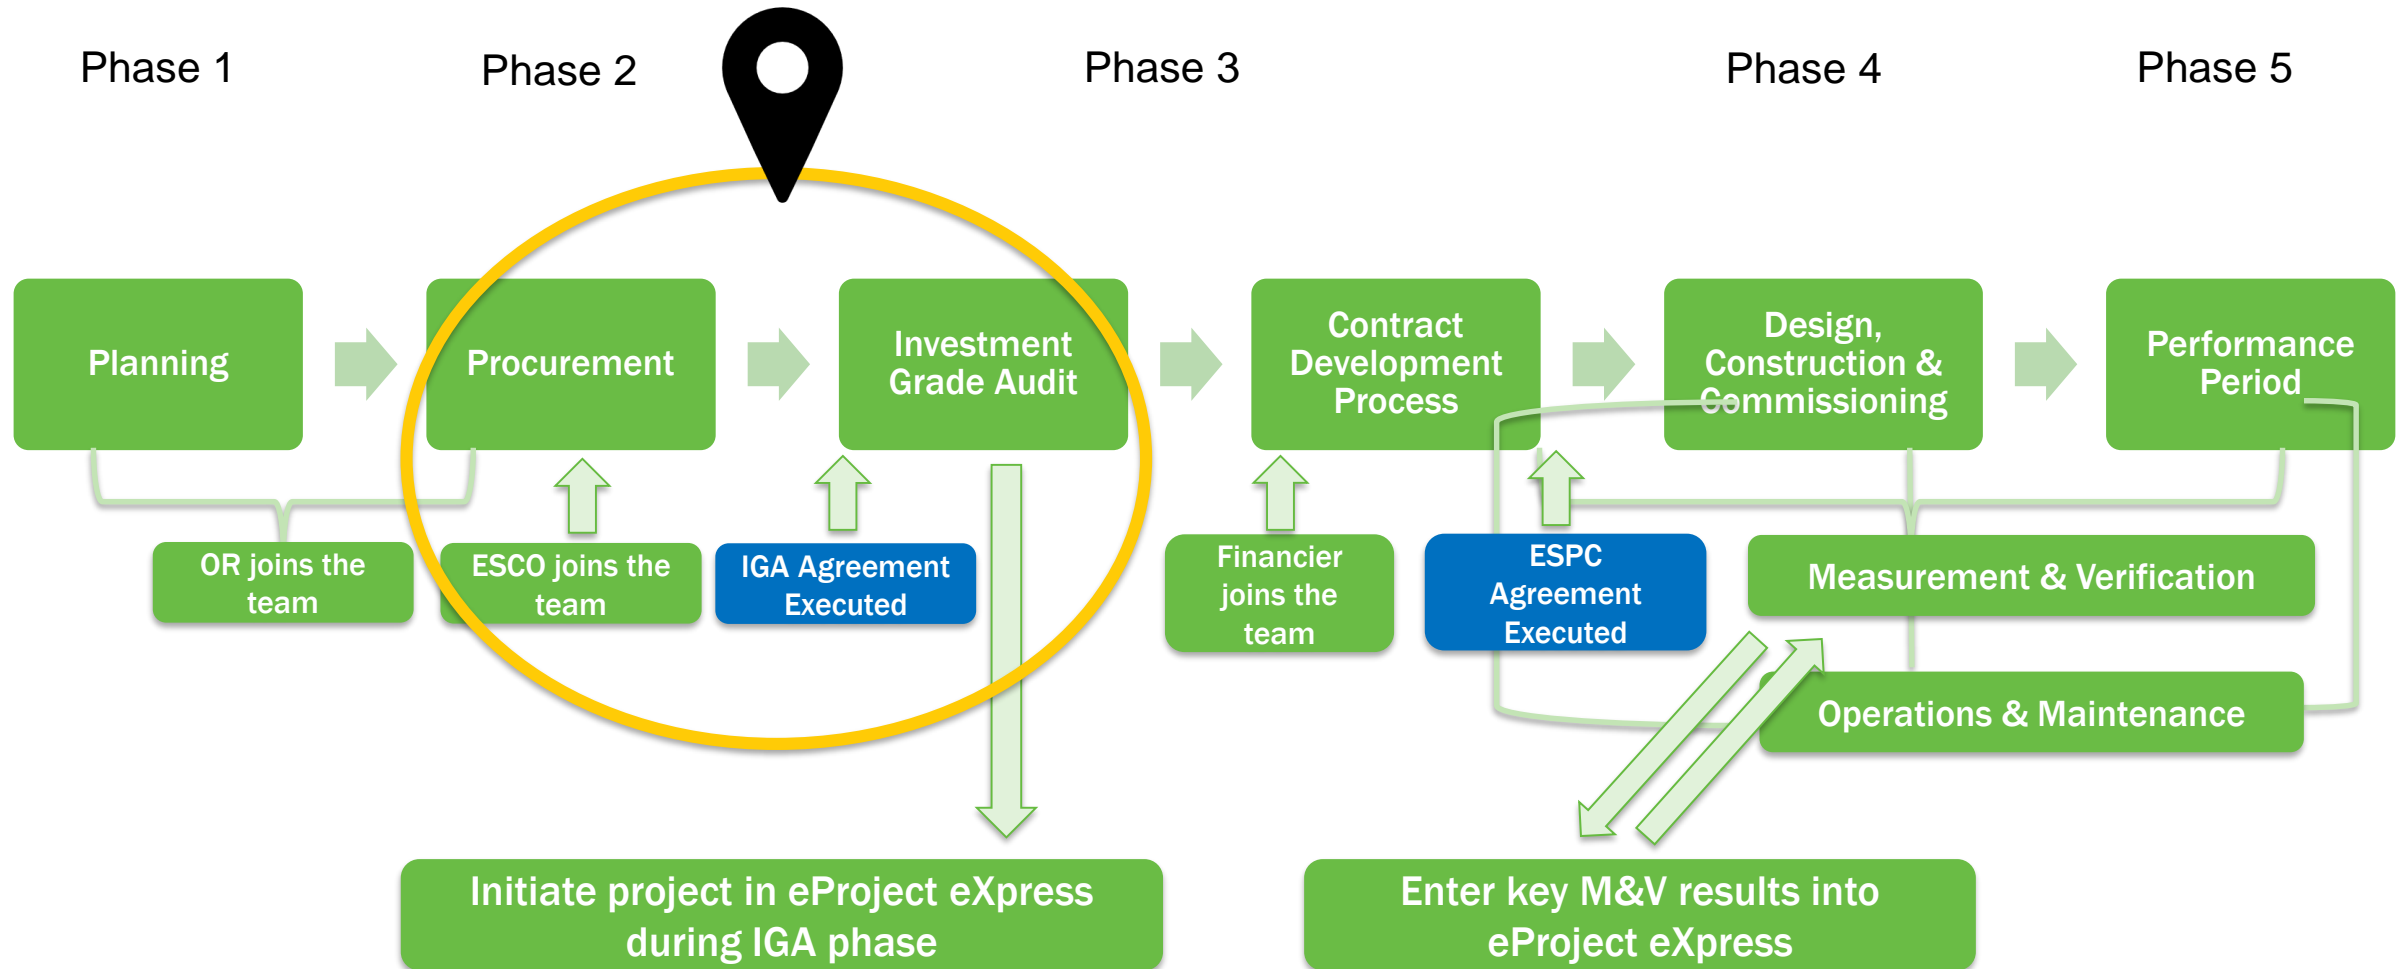 Phase 1
Phase 2
Phase 3
Phase 4
Phase 5
Planning
Procurement
Investment
Grade Audit
Contract
Development
Process
Design,
Construction &
Commissioning
Performance
Period
OR joins the
team
ESCO joins the
team
IGA Agreement
Executed
Financier
joins the
team
ESPC
Agreement
Executed
Measurement & Verification
Operations & Maintenance
Initiate project in eProject eXpress
during IGA phase
Enter key M&V results into
eProject eXpress